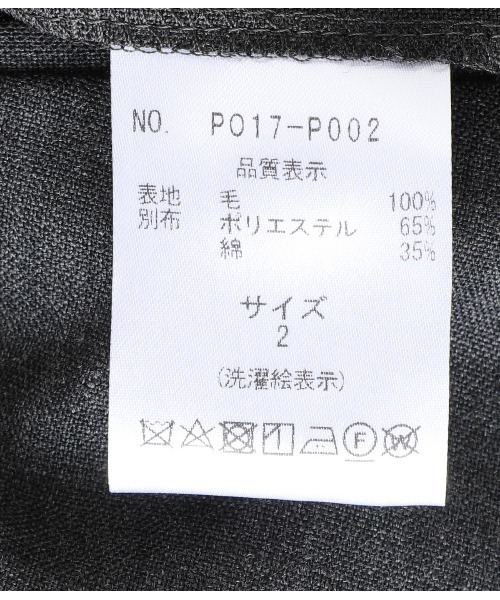 NO. P017-P002
品質表示
表地 毛 100%
別布 ポリエステル 65%
綿 35%
サイズ
2
(洗濯絵表示)
F W